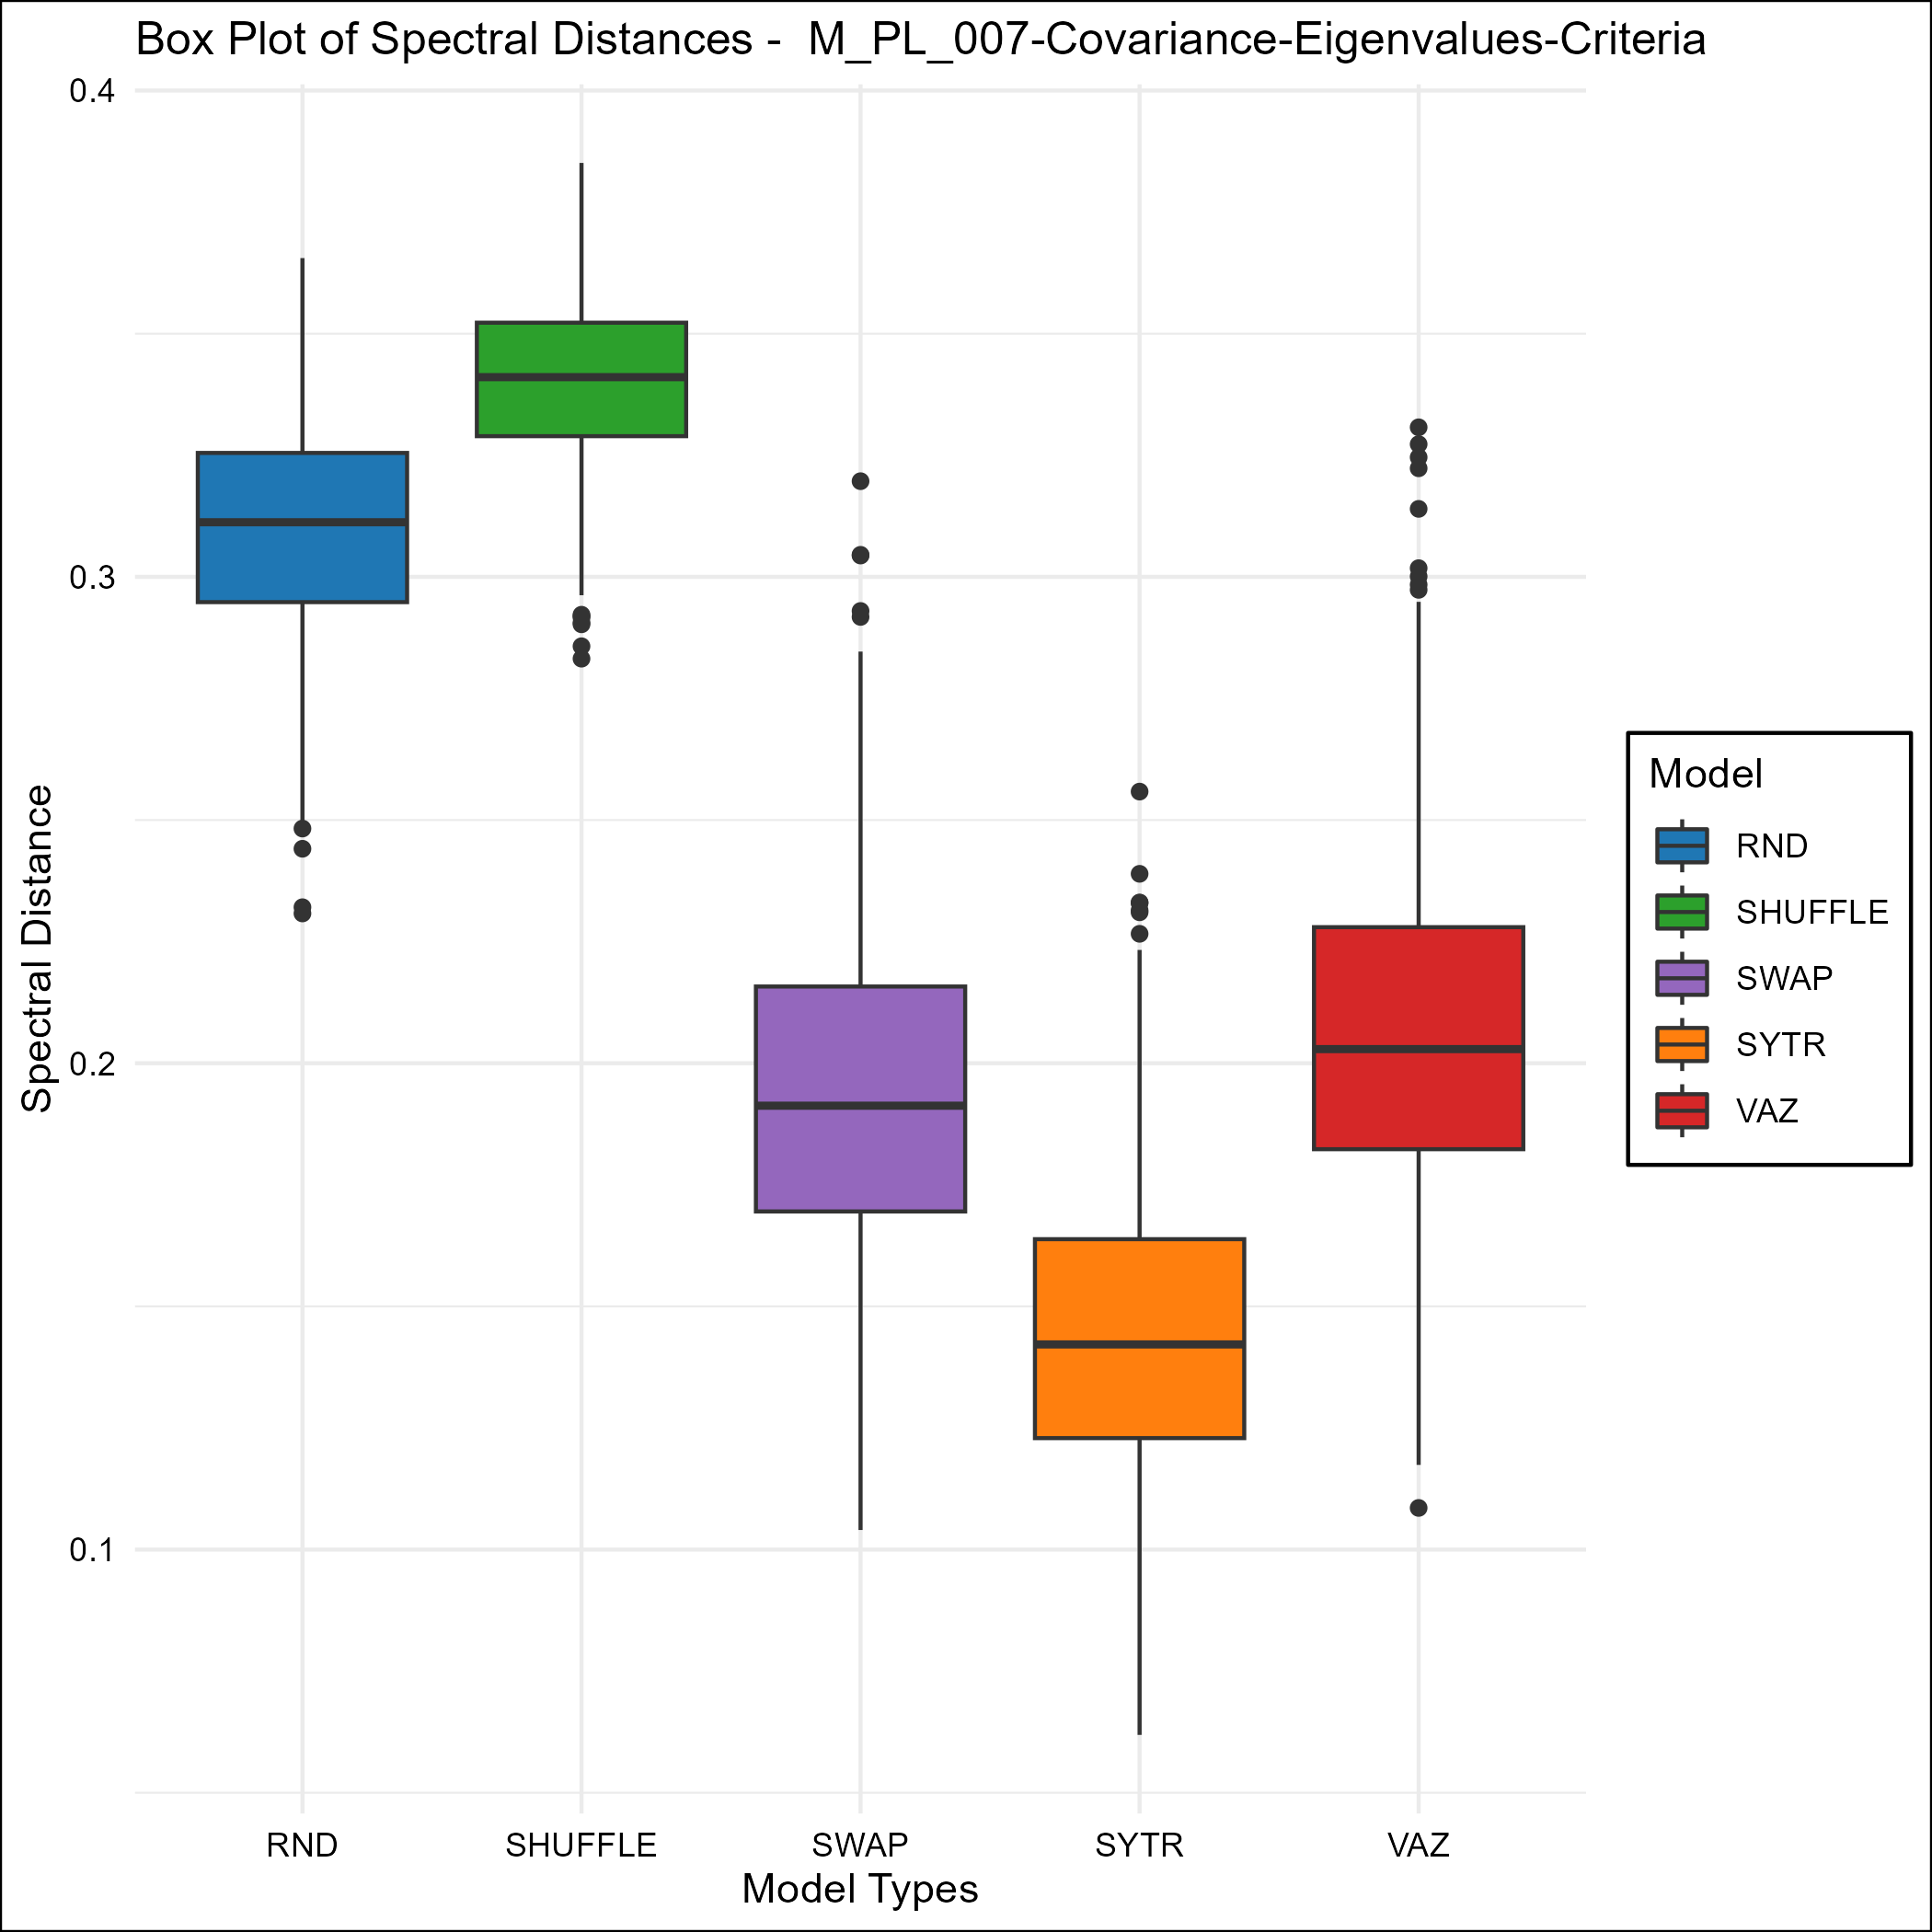 Box Plot of Spectral Distances -  M_PL_007-Covariance-Eigenvalues-Criteria
0.4
0.3
0.2
0.1
Spectral Distance
RND
SHUFFLE
SWAP
SYTR
VAZ
Model Types
Model
RND
SHUFFLE
SWAP
SYTR
VAZ